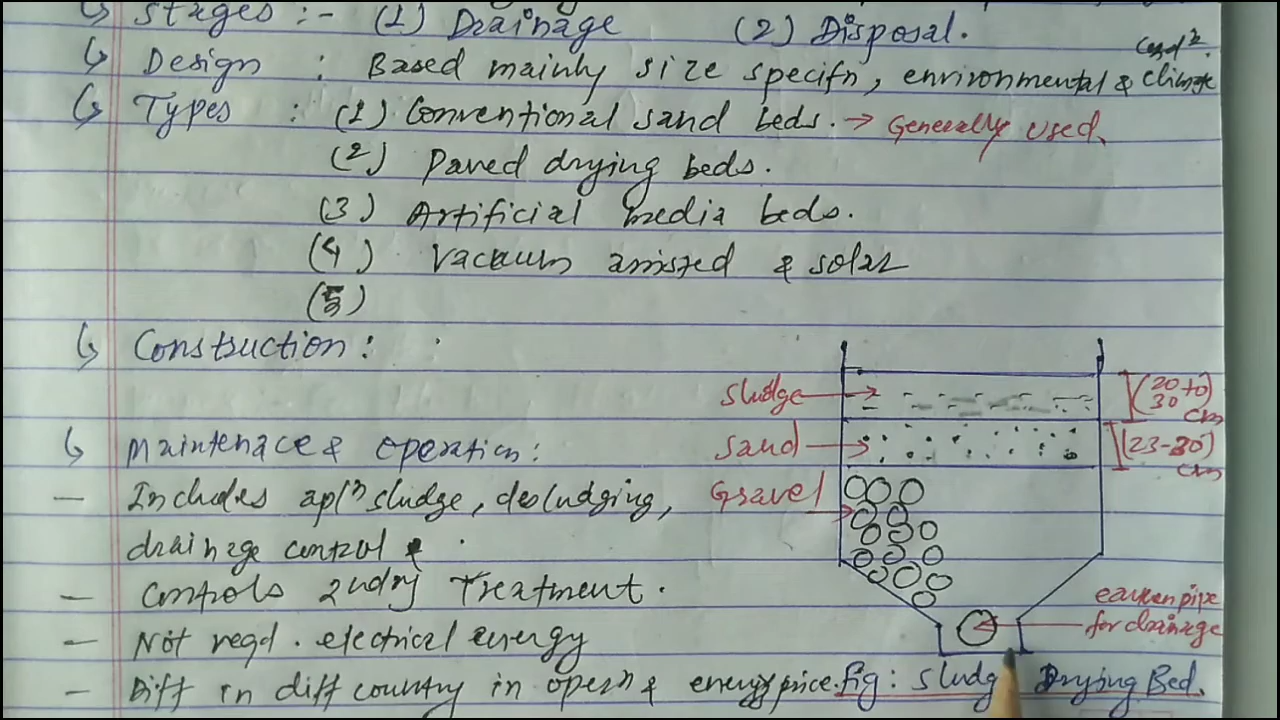 ↳ Stages :- (1) Drainage (2) Disposal.
↳ Design : Based mainly size specifn, environmental & climate condn.
↳ Types : (1) Conventional sand beds. → Generally used.
(2) Paved drying beds.
(3) Artificial media beds.
(4) Vacuum assisted & solar
(5)
↳ Construction :
sludge (20 to 30) cm
↳ Maintenace & operation: sand (23-30) cm
- Includes apln sludge, desludging, Gravel
drainage control
- Controls 2ndry Treatment.
earthen pipe for drainage
- Not reqd. electrical energy
- Diff in diff country in opern & energy price. Fig: Sludg Drying Bed.